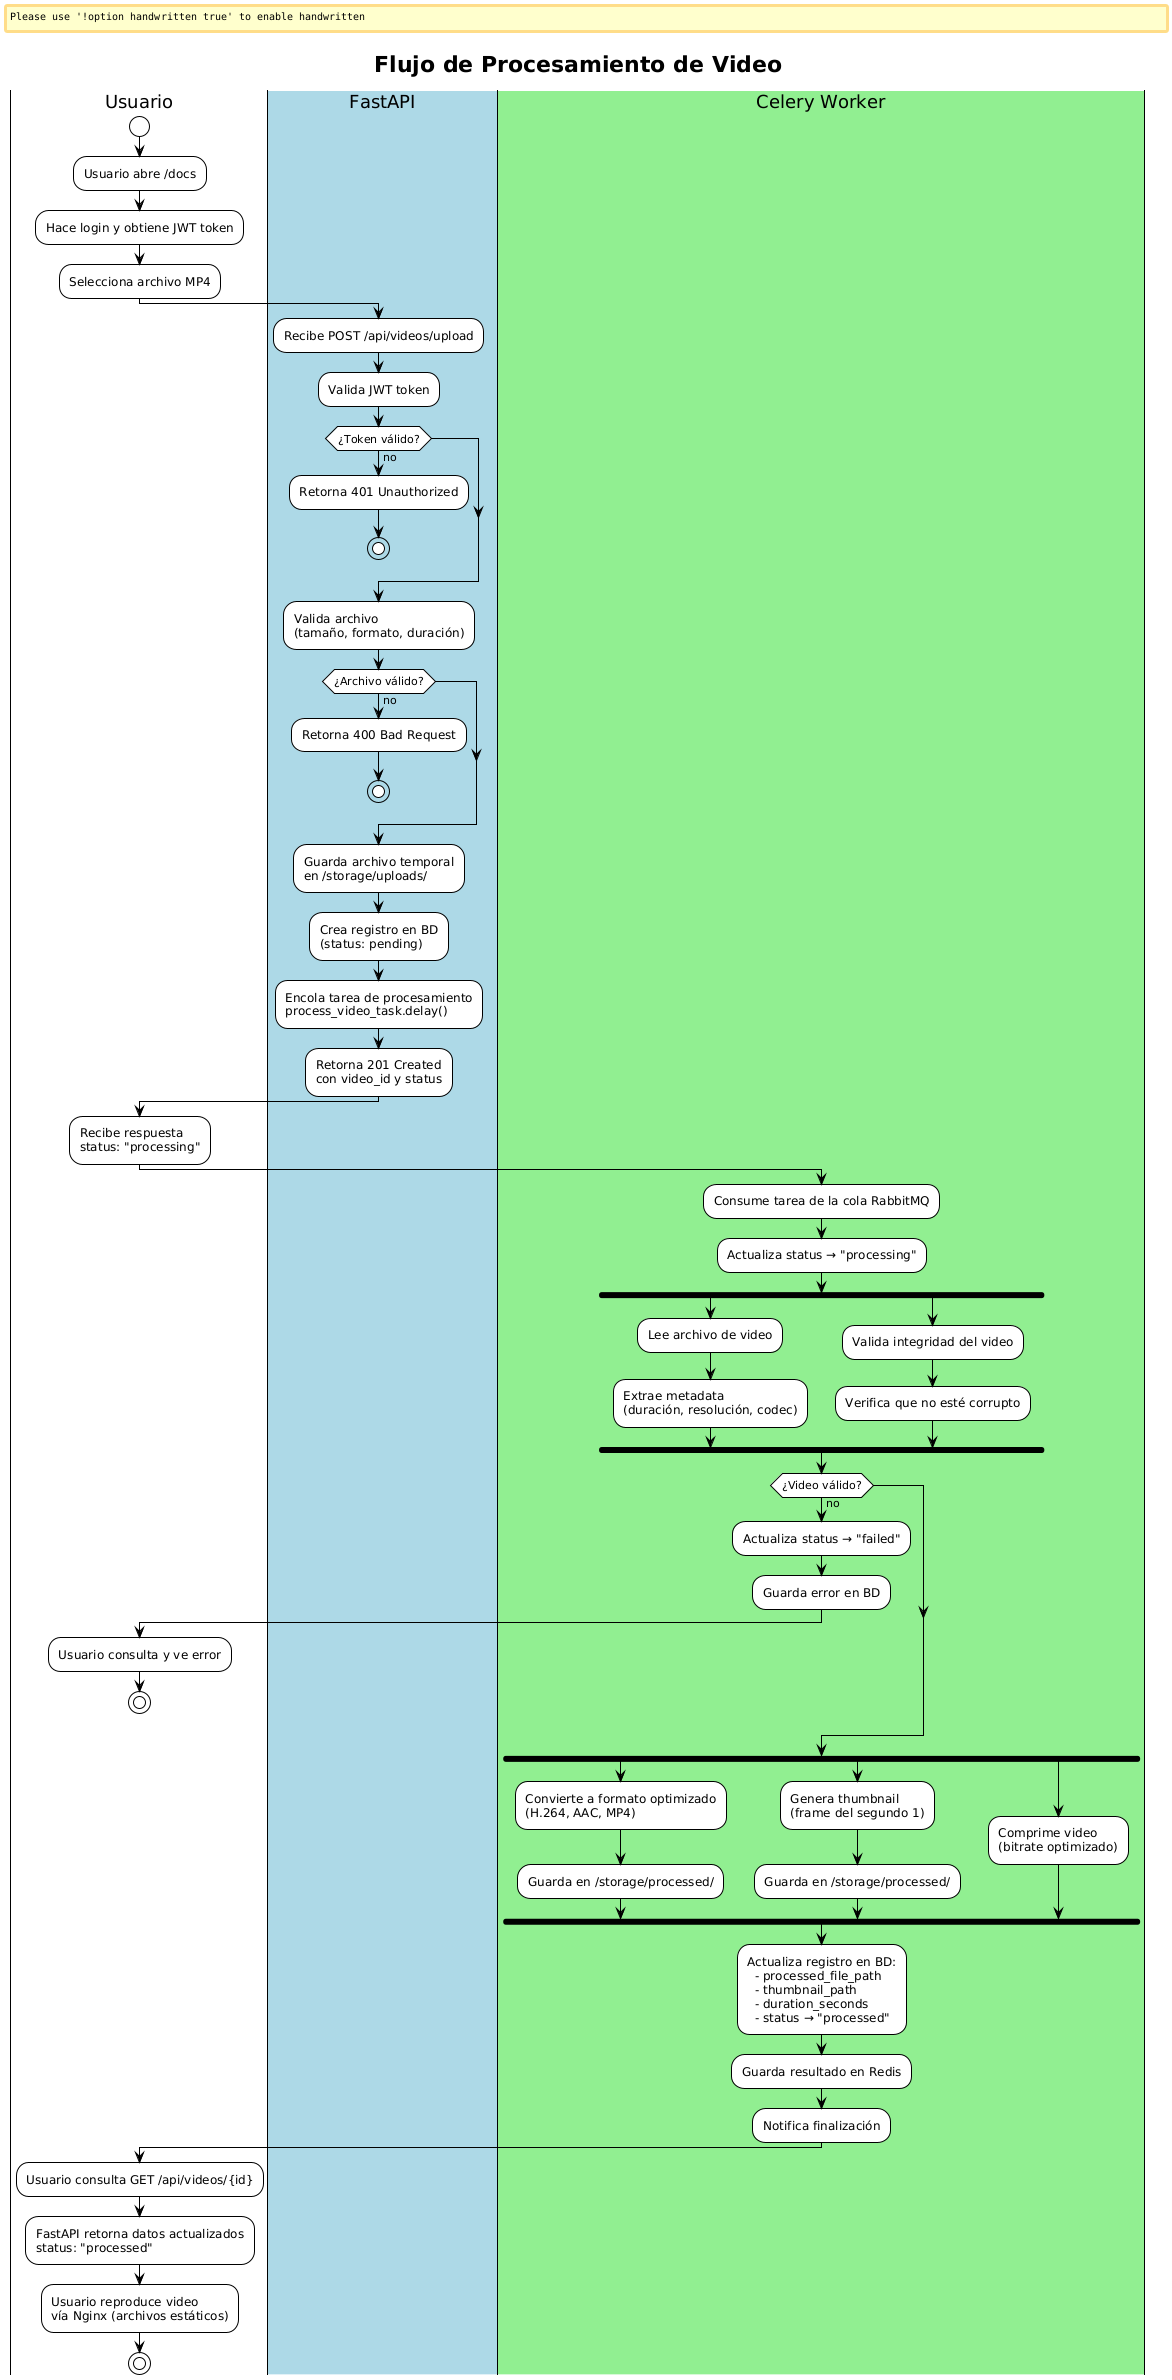 Please use '!option handwritten true' to enable handwritten
Flujo de Procesamiento de Video
Usuario
FastAPI
Celery Worker
Usuario abre /docs
Hace login y obtiene JWT token
Selecciona archivo MP4
Recibe POST /api/videos/upload
Valida JWT token
¿Token válido?
no
Retorna 401 Unauthorized
Valida archivo
(tamaño, formato, duración)
¿Archivo válido?
no
Retorna 400 Bad Request
Guarda archivo temporal
en /storage/uploads/
Crea registro en BD
(status: pending)
Encola tarea de procesamiento
process_video_task.delay()
Retorna 201 Created
con video_id y status
Recibe respuesta
status: "processing"
Consume tarea de la cola RabbitMQ
Actualiza status → "processing"
Lee archivo de video
Extrae metadata
(duración, resolución, codec)
Valida integridad del video
Verifica que no esté corrupto
¿Video válido?
no
Actualiza status → "failed"
Guarda error en BD
Usuario consulta y ve error
Convierte a formato optimizado
(H.264, AAC, MP4)
Guarda en /storage/processed/
Genera thumbnail
(frame del segundo 1)
Guarda en /storage/processed/
Comprime video
(bitrate optimizado)
Actualiza registro en BD:
- processed_file_path
- thumbnail_path
- duration_seconds
- status → "processed"
Guarda resultado en Redis
Notifica finalización
Usuario consulta GET /api/videos/{id}
FastAPI retorna datos actualizados
status: "processed"
Usuario reproduce video
vía Nginx (archivos estáticos)